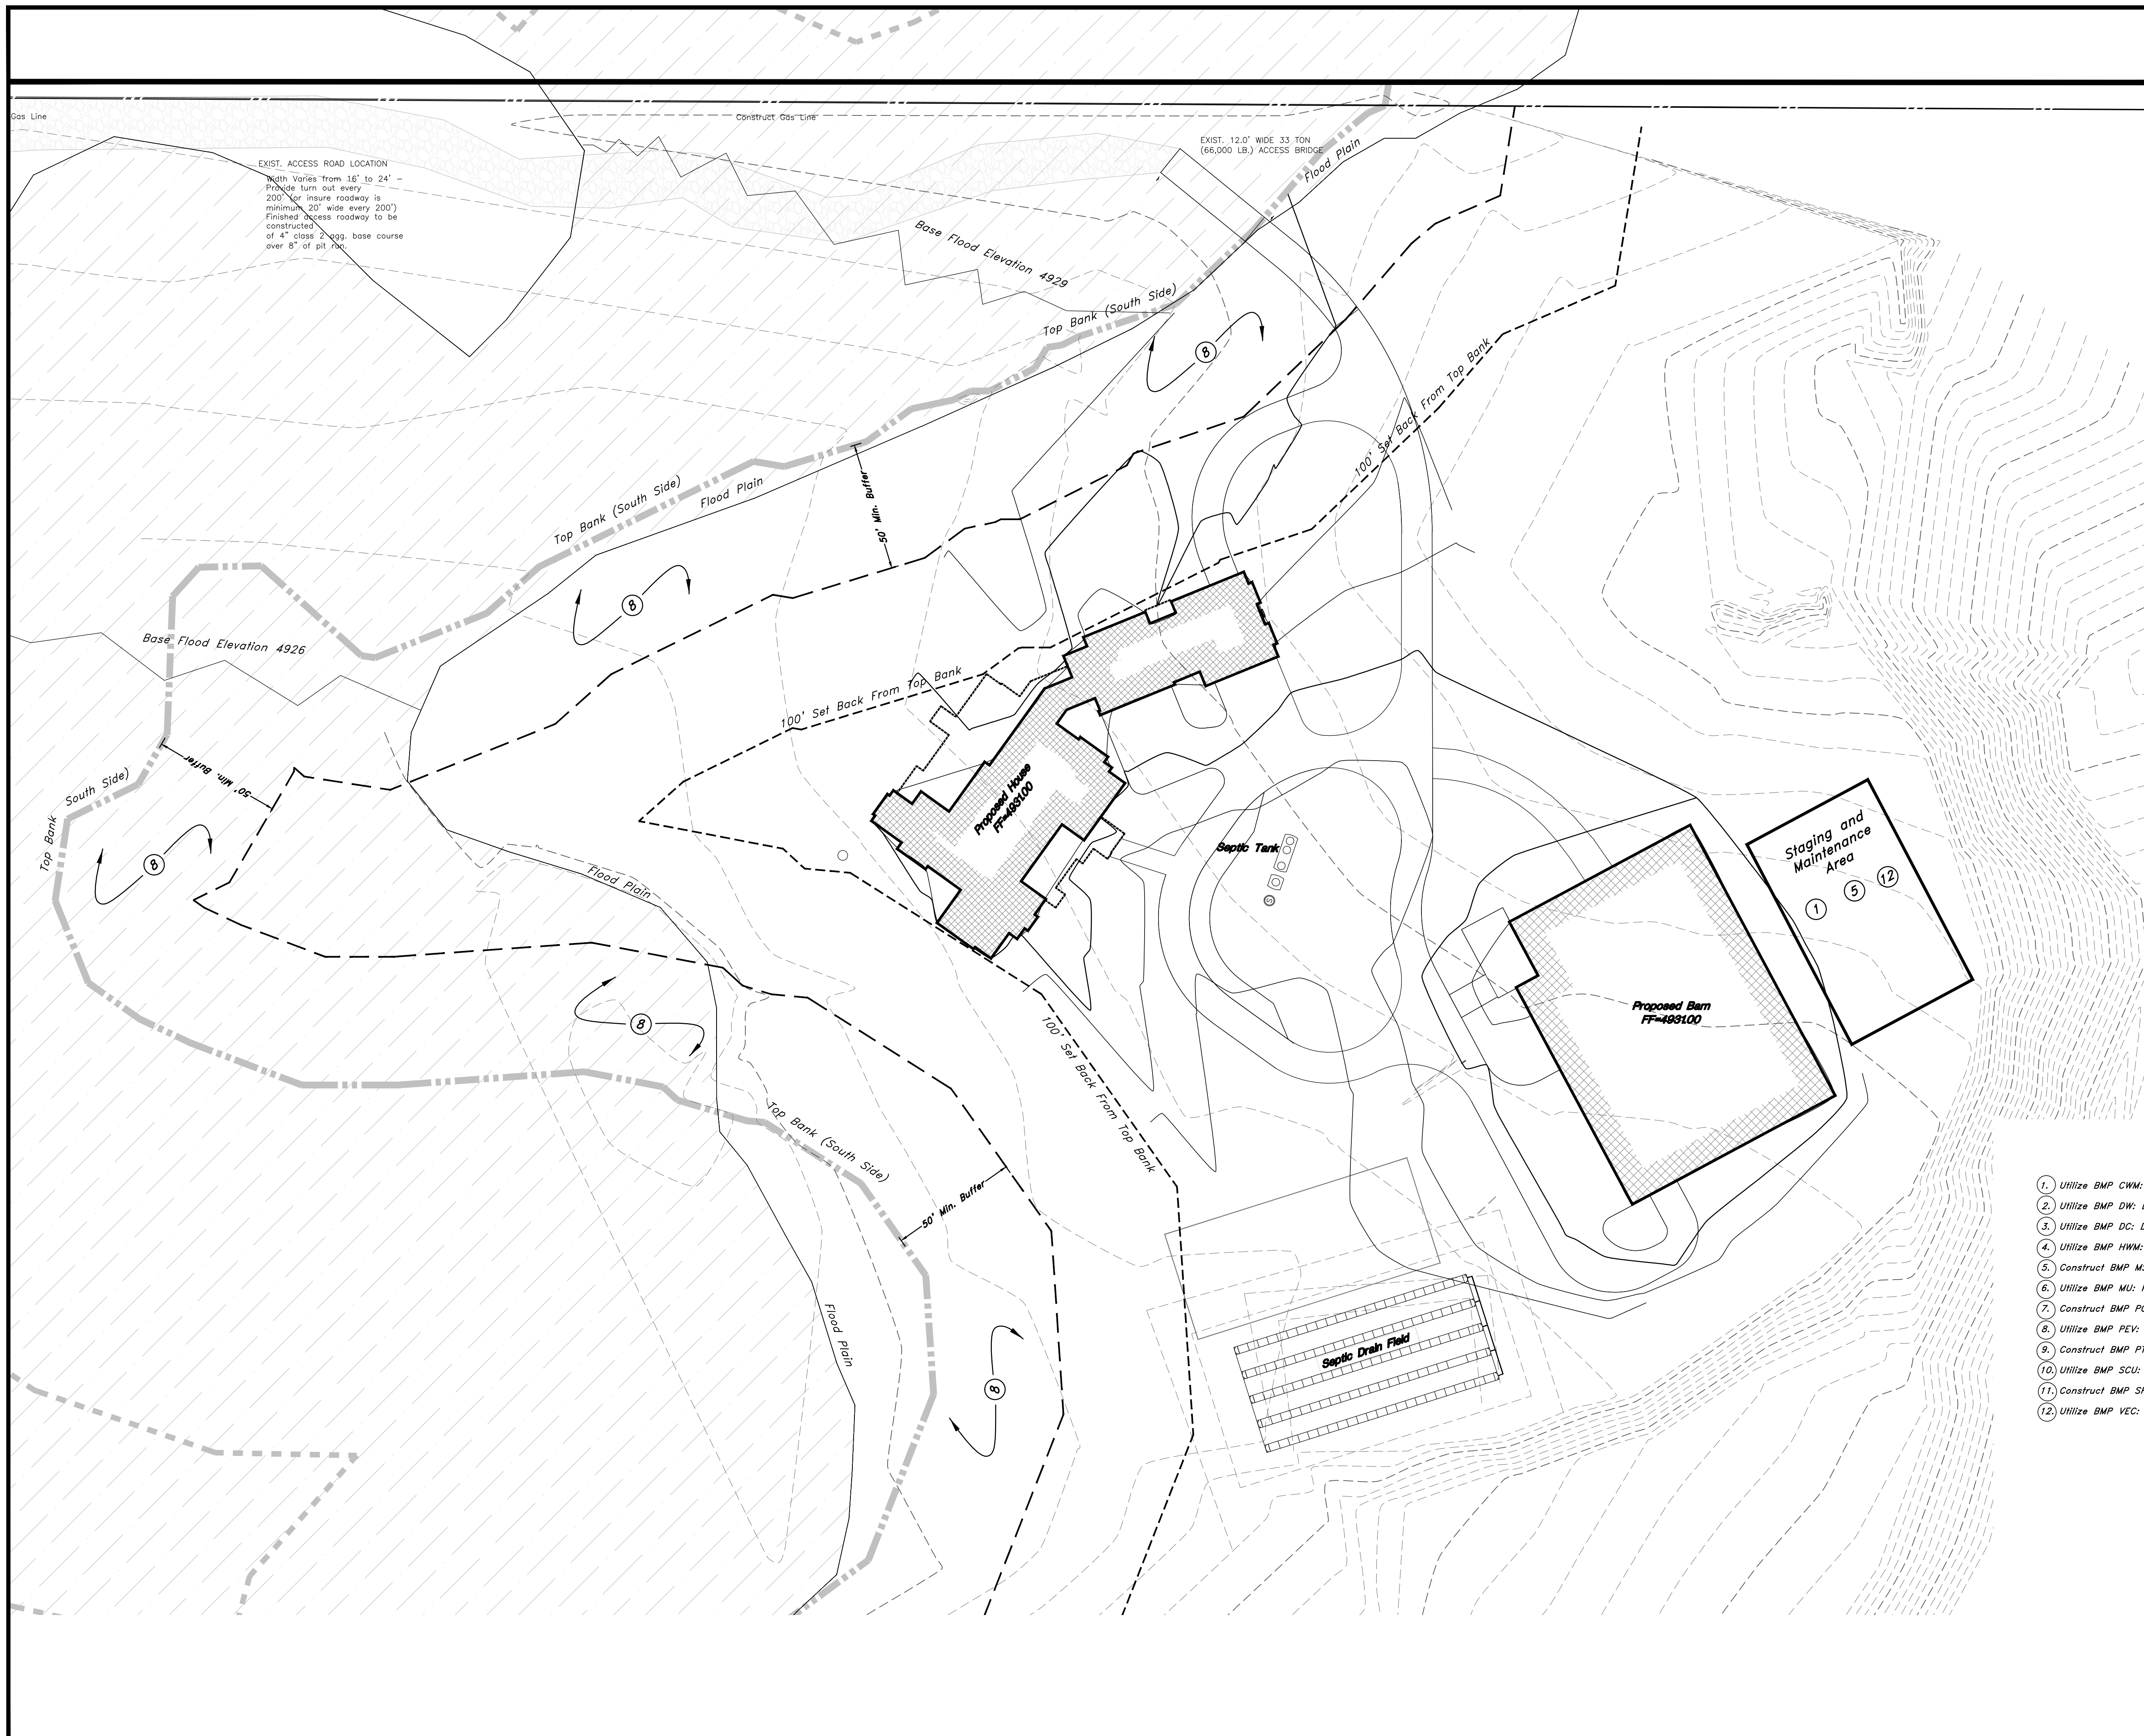 Gas Line
Construct Gas Line
EXIST. 12.0' WIDE 33 TON
(66,000 LB.) ACCESS BRIDGE
Flood Plain
EXIST. ACCESS ROAD LOCATION
Width Varies from 16' to 24' –
Provide turn out every
200' (or insure roadway is
minimum 20' wide every 200')
Finished access roadway to be
constructed
of 4" class 2 agg. base course
over 8" of pit run.
Base Flood Elevation 4929
Top Bank (South Side)
8
100' Set Back From Top Bank
Top Bank (South Side)
Flood Plain
50' Min. Buffer
8
Base Flood Elevation 4926
100' Set Back From Top Bank
50' Min. Buffer
Top Bank
South Side)
8
Proposed House
FF=4931.00
Septic Tank
S
Staging and
Maintenance
Area
1
5
12
Flood Plain
8
Proposed Barn
FF=4931.00
100' Set Back From Top Bank
Top Bank (South Side)
50' Min. Buffer
Flood Plain
8
Septic Drain Field
1. Utilize BMP CWM:
2. Utilize BMP DW:
3. Utilize BMP DC:
4. Utilize BMP HWM:
5. Construct BMP
6. Utilize BMP MU:
7. Construct BMP
8. Utilize BMP PEV:
9. Construct BMP
10. Utilize BMP SCU:
11. Construct BMP
12. Utilize BMP VEC: